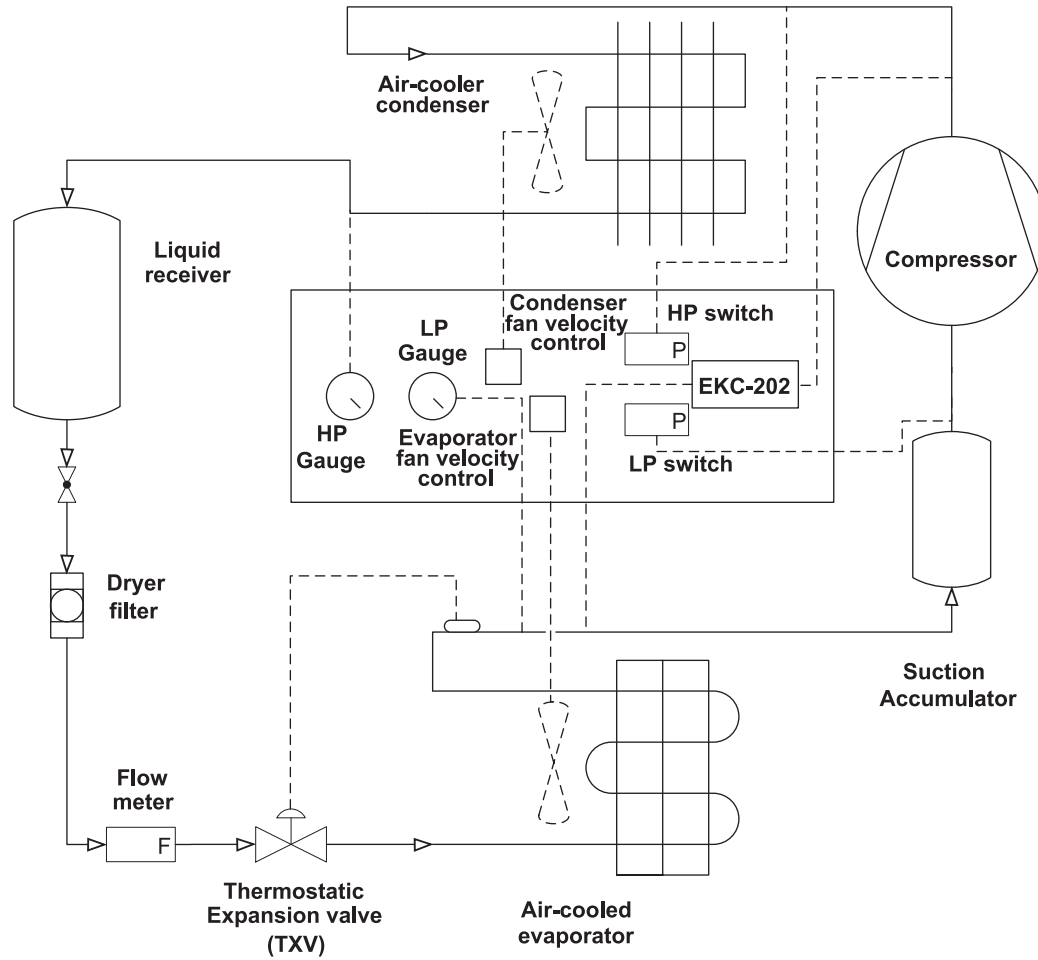 Air-cooler
condenser
Liquid
receiver
Compressor
Condenser
fan velocity
control
HP switch
P
LP
Gauge
EKC-202
P
HP
Gauge
Evaporator
fan velocity
control
LP switch
Dryer
filter
Suction
Accumulator
Flow
meter
F
Thermostatic
Expansion valve
(TXV)
Air-cooled
evaporator